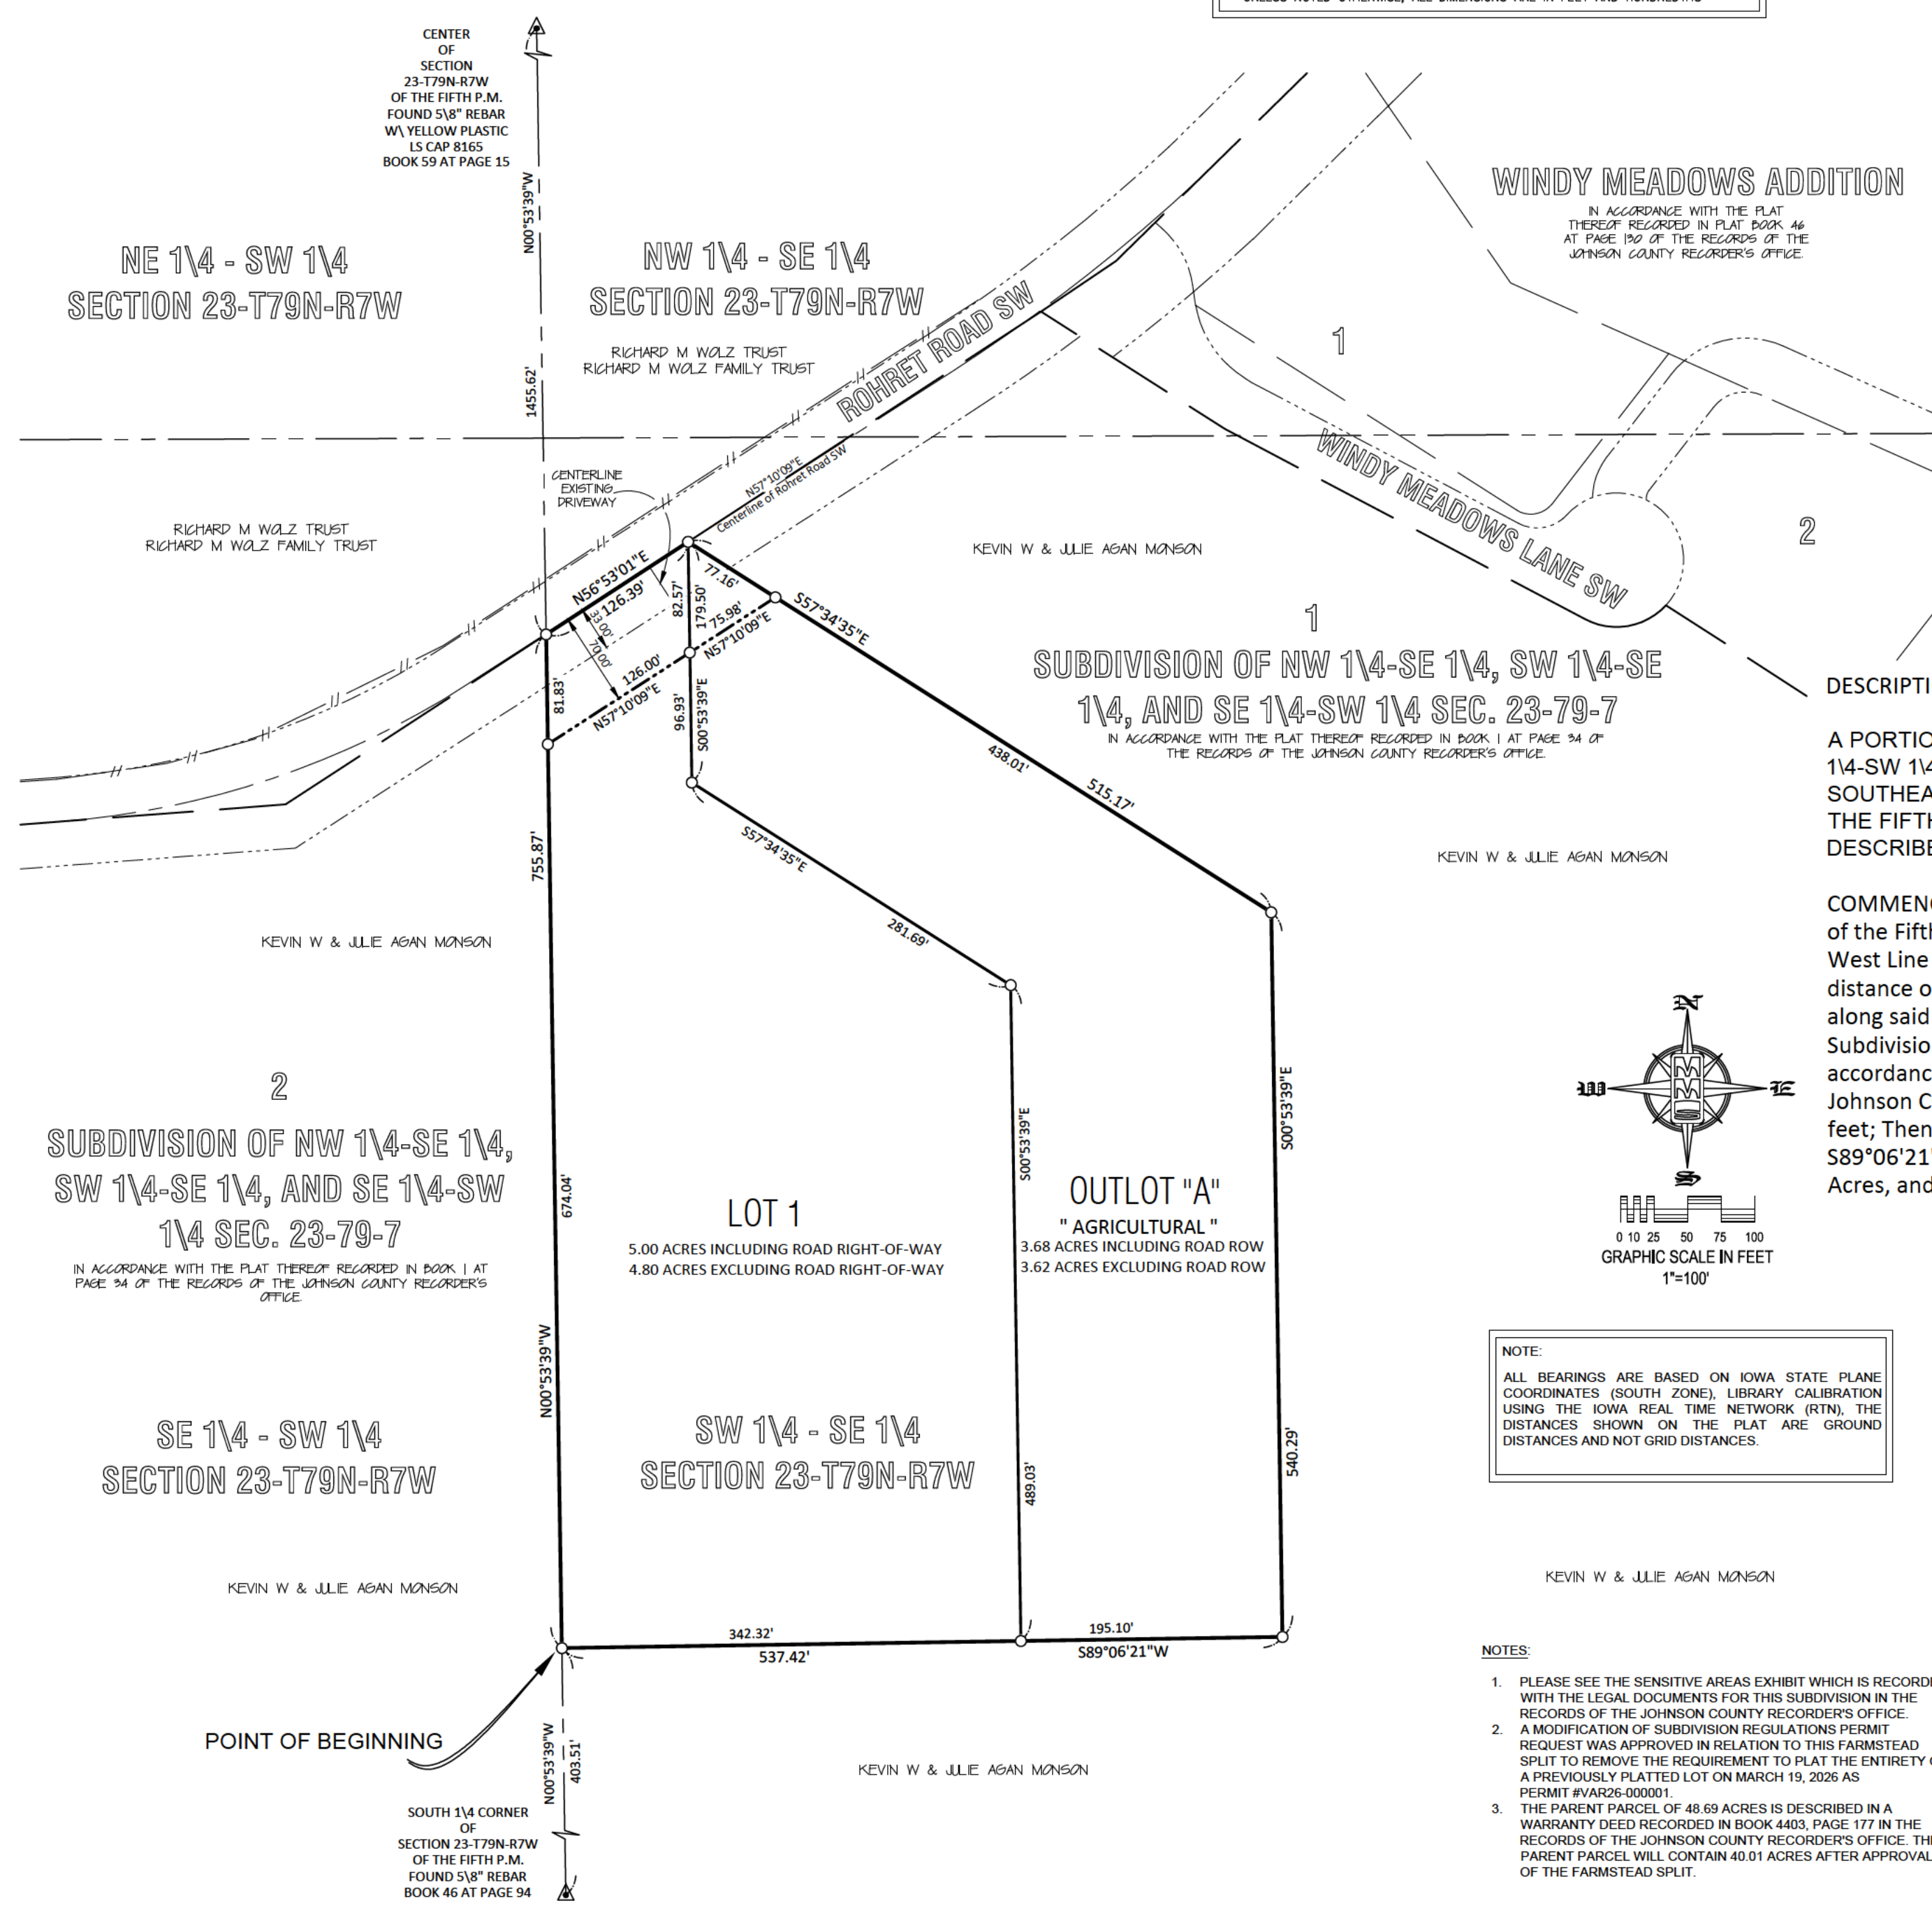 UNLESS NOTED OTHERWISE, ALL DIMENSIONS ARE IN FEET AND HUNDREDTHS
CENTER
OF
SECTION
23-T79N-R7W
OF THE FIFTH P.M.
FOUND 5\8" REBAR
W\ YELLOW PLASTIC
LS CAP 8165
BOOK 59 AT PAGE 15
N00°53'39"W
1455.62'
NE 1\4 - SW 1\4
SECTION 23-T79N-R7W
NW 1\4 - SE 1\4
SECTION 23-T79N-R7W
RICHARD M WOLZ TRUST
RICHARD M WOLZ FAMILY TRUST
ROHRET ROAD SW
WINDY MEADOWS ADDITION
IN ACCORDANCE WITH THE PLAT
THEREOF RECORDED IN PLAT BOOK 46
AT PAGE 130 OF THE RECORDS OF THE
JOHNSON COUNTY RECORDER'S OFFICE.
1
WINDY MEADOWS LANE SW
2
RICHARD M WOLZ TRUST
RICHARD M WOLZ FAMILY TRUST
CENTERLINE
EXISTING
DRIVEWAY
N57°10'09"E
Centerline of Rohret Road SW
KEVIN W & JULIE AGAN MONSON
N56°53'01"E
126.39'
33.00'
70.00'
82.57'
179.50'
77.16'
75.98'
N57°10'09"E
126.00'
N57°10'09"E
81.83'
96.93'
S00°53'39"E
S57°34'35"E
438.01'
515.17'
1
SUBDIVISION OF NW 1\4-SE 1\4, SW 1\4-SE
1\4, AND SE 1\4-SW 1\4 SEC. 23-79-7
IN ACCORDANCE WITH THE PLAT THEREOF RECORDED IN BOOK 1 AT PAGE 34 OF
THE RECORDS OF THE JOHNSON COUNTY RECORDER'S OFFICE.
KEVIN W & JULIE AGAN MONSON
DESCRIPTI
A PORTIO
1\4-SW 1\4
SOUTHEA
THE FIFTH
DESCRIBE
COMMENC
of the Fifth
West Line
distance o
along said
Subdivisio
accordanc
Johnson C
feet; Then
S89°06'21"
Acres, and
755.87'
S57°34'35"E
281.69'
KEVIN W & JULIE AGAN MONSON
2
SUBDIVISION OF NW 1\4-SE 1\4,
SW 1\4-SE 1\4, AND SE 1\4-SW
1\4 SEC. 23-79-7
IN ACCORDANCE WITH THE PLAT THEREOF RECORDED IN BOOK 1 AT
PAGE 34 OF THE RECORDS OF THE JOHNSON COUNTY RECORDER'S
OFFICE.
674.04'
N00°53'39"W
LOT 1
5.00 ACRES INCLUDING ROAD RIGHT-OF-WAY
4.80 ACRES EXCLUDING ROAD RIGHT-OF-WAY
S00°53'39"E
489.03'
OUTLOT "A"
" AGRICULTURAL "
3.68 ACRES INCLUDING ROAD ROW
3.62 ACRES EXCLUDING ROAD ROW
S00°53'39"E
540.29'
N
W
E
S
MMS
0 10 25 50 75 100
GRAPHIC SCALE IN FEET
1"=100'
NOTE:
ALL BEARINGS ARE BASED ON IOWA STATE PLANE
COORDINATES (SOUTH ZONE), LIBRARY CALIBRATION
USING THE IOWA REAL TIME NETWORK (RTN), THE
DISTANCES SHOWN ON THE PLAT ARE GROUND
DISTANCES AND NOT GRID DISTANCES.
SE 1\4 - SW 1\4
SECTION 23-T79N-R7W
SW 1\4 - SE 1\4
SECTION 23-T79N-R7W
KEVIN W & JULIE AGAN MONSON
KEVIN W & JULIE AGAN MONSON
342.32'
537.42'
195.10'
S89°06'21"W
POINT OF BEGINNING
N00°53'39"W
403.51'
KEVIN W & JULIE AGAN MONSON
SOUTH 1\4 CORNER
OF
SECTION 23-T79N-R7W
OF THE FIFTH P.M.
FOUND 5\8" REBAR
BOOK 46 AT PAGE 94
NOTES:
1. PLEASE SEE THE SENSITIVE AREAS EXHIBIT WHICH IS RECORD
WITH THE LEGAL DOCUMENTS FOR THIS SUBDIVISION IN THE
RECORDS OF THE JOHNSON COUNTY RECORDER'S OFFICE.
2. A MODIFICATION OF SUBDIVISION REGULATIONS PERMIT
REQUEST WAS APPROVED IN RELATION TO THIS FARMSTEAD
SPLIT TO REMOVE THE REQUIREMENT TO PLAT THE ENTIRETY
A PREVIOUSLY PLATTED LOT ON MARCH 19, 2026 AS
PERMIT #VAR26-000001.
3. THE PARENT PARCEL OF 48.69 ACRES IS DESCRIBED IN A
WARRANTY DEED RECORDED IN BOOK 4403, PAGE 177 IN THE
RECORDS OF THE JOHNSON COUNTY RECORDER'S OFFICE. THE
PARENT PARCEL WILL CONTAIN 40.01 ACRES AFTER APPROVAL
OF THE FARMSTEAD SPLIT.